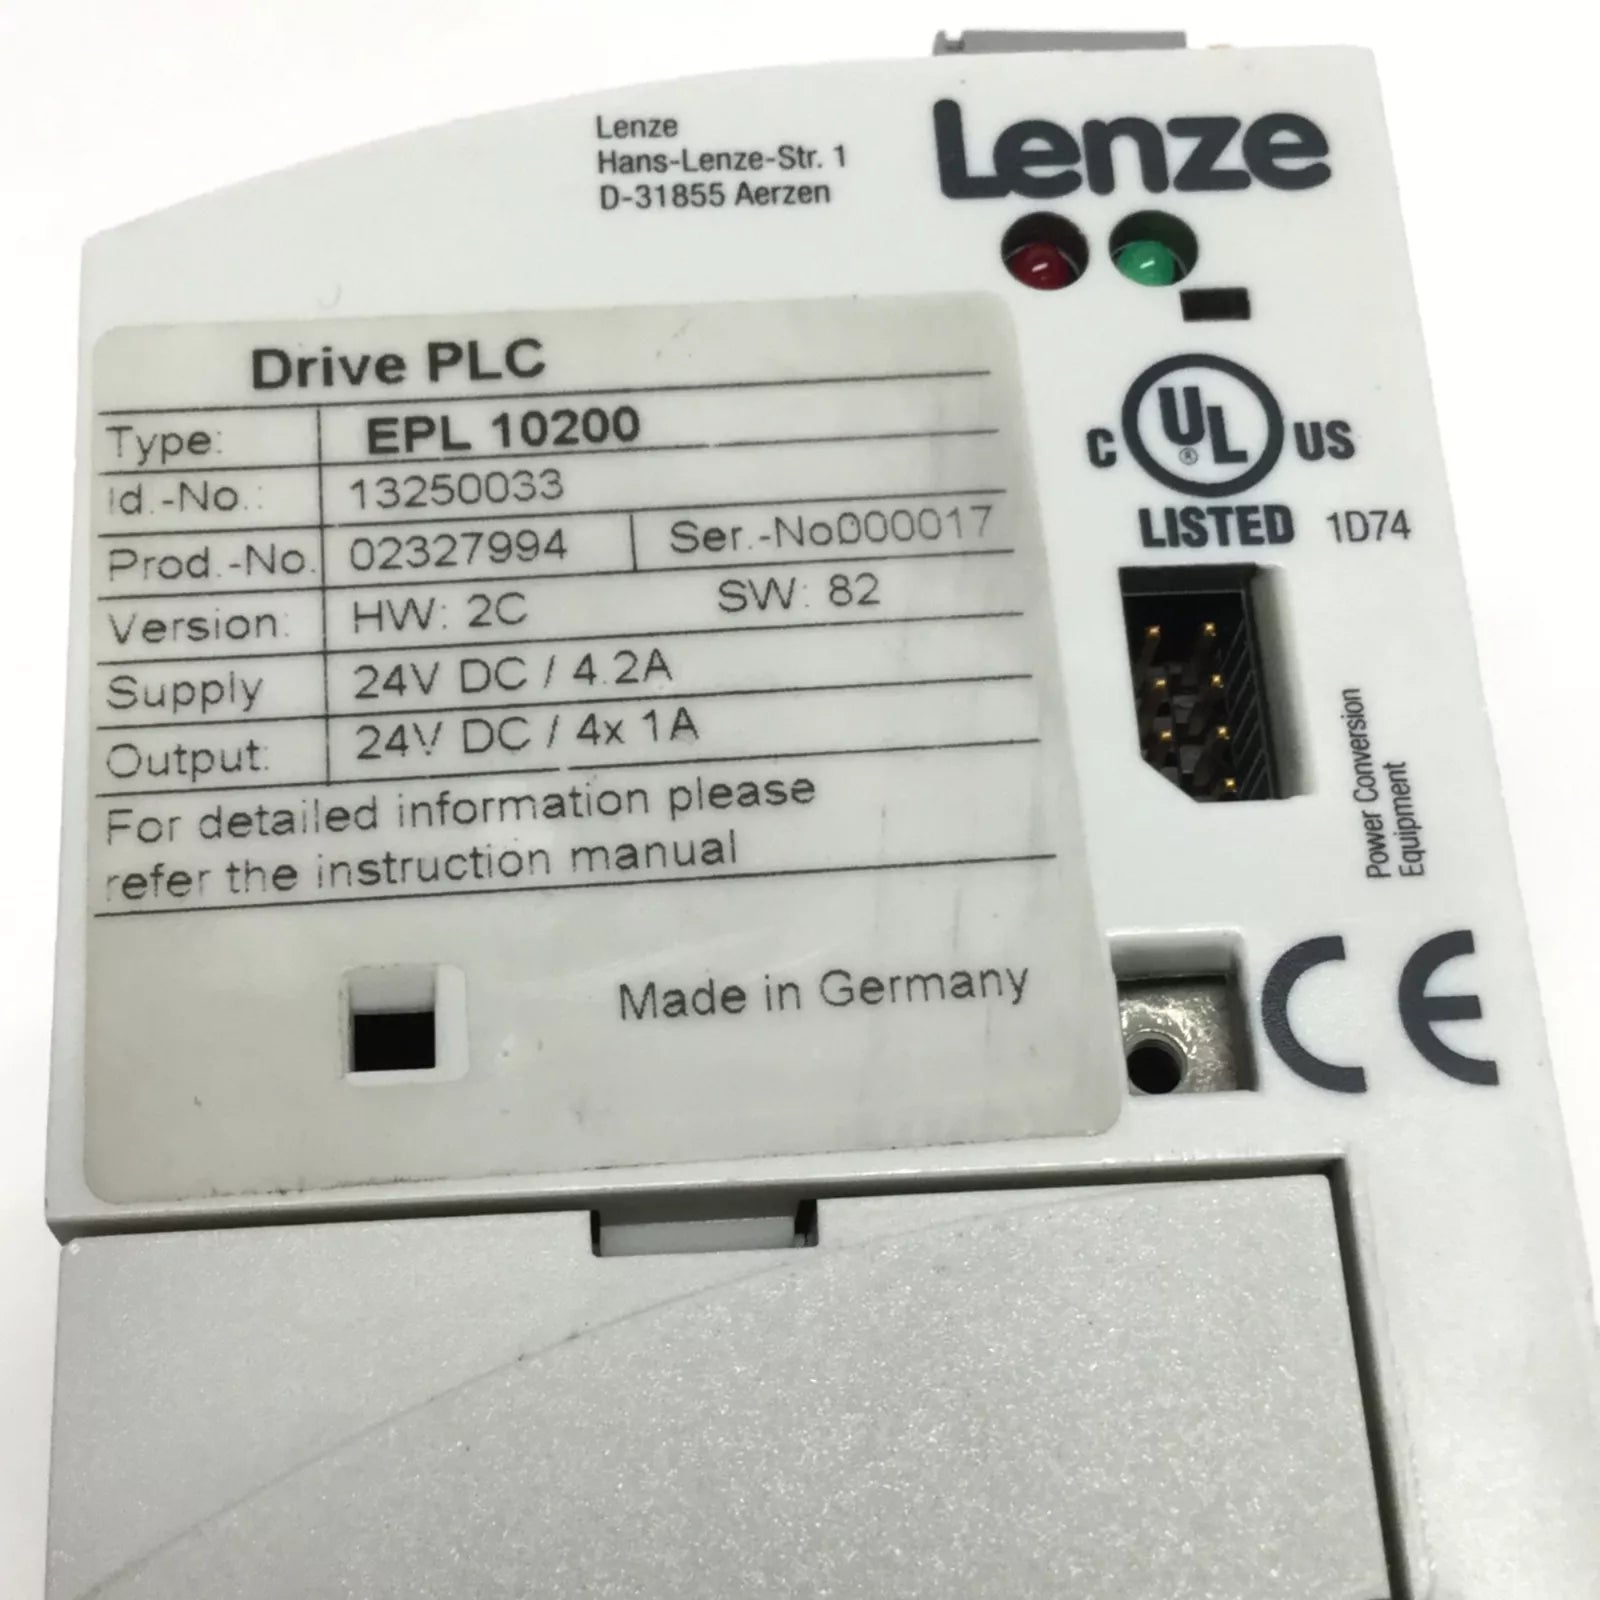 Lenze
Hans-Lenze-Str. 1
D-31855 Aerzen
Lenze
Drive PLC
Type: EPL 10200
Id.-No.: 13250033
Prod.-No. 02327994 Ser.-No000017
Version: HW: 2C SW: 82
Supply 24V DC / 4.2A
Output: 24V DC / 4x 1A
For detailed information please
refer the instruction manual
Made in Germany
C UL® US
LISTED 1D74
Power Conversion
Equipment
CE